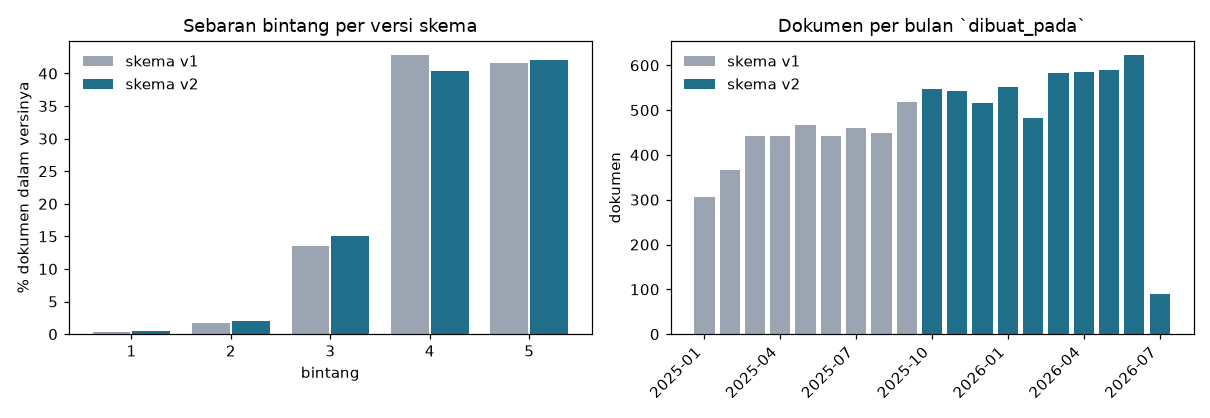 Sebaran bintang per versi skema
skema v1
skema v2
% dokumen dalam versinya
40
35
30
25
20
15
10
5
0
1 2 3 4 5
bintang
Dokumen per bulan `dibuat_pada`
skema v1
skema v2
dokumen
600
500
400
300
200
100
0
2025-01 2025-04 2025-07 2025-10 2026-01 2026-04 2026-07